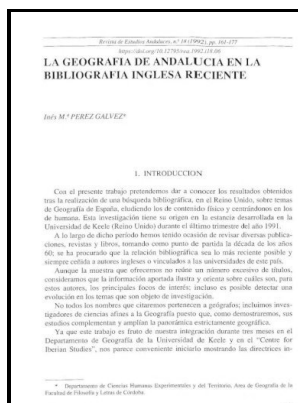 Revista de Estudios Andaluces, n.º 18 (1992), pp. 161-177
https://doi.org/10.12795/rea.1992.i18.08
LA GEOGRAFIA DE ANDALUCIA EN LA
BIBLIOGRAFIA INGLESA RECIENTE
Inés M.ª PEREZ GALVEZ*
1. INTRODUCCION
Con el presente trabajo pretendemos dar a conocer los resultados obtenidos
tras la realización de una búsqueda bibliográfica, en el Reino Unido, sobre temas
de Geografía de España, eludiendo los de contenido físico y centrándonos en los
de humana. Esta investigación tiene su origen en la estancia desarrollada en la
Universidad de Keele (Reino Unido) durante el último trimestre del año 1991.
A lo largo de dicho período hemos tenido ocasión de revisar diversas publica-
ciones, revistas y libros, tomando como punto de partida la década de los años
60; se ha procurado que la relación bibliográfica sea lo más reciente posible y
siempre ceñida a autores ingleses o vinculados a las universidades de este país.
Aunque la muestra que ofrecemos no reúne un número excesivo de títulos,
consideramos que la información aportada ilustra y orienta sobre cuáles son, para
estos autores, los principales focos de interés; incluso es posible detectar una
evolución en los temas que son objeto de investigación.
No todos los nombres que citaremos pertenecen a geógrafos; incluimos inves-
tigadores de ciencias afines a la Geografía puesto que, como demostraremos, sus
estudios complementan y amplían la panorámica estrictamente geográfica.
Ya que este trabajo es fruto de nuestra integración durante tres meses en el
Departamento de Geografía de la Universidad de Keele y en el "Centre for
Iberian Studies", nos parece conveniente iniciarlo mostrando las directrices in-
* Departamento de Ciencias Humanas Experimentales y del Territorio. Area de Geografía de la
Facultad de Filosofía y Letras de Córdoba.